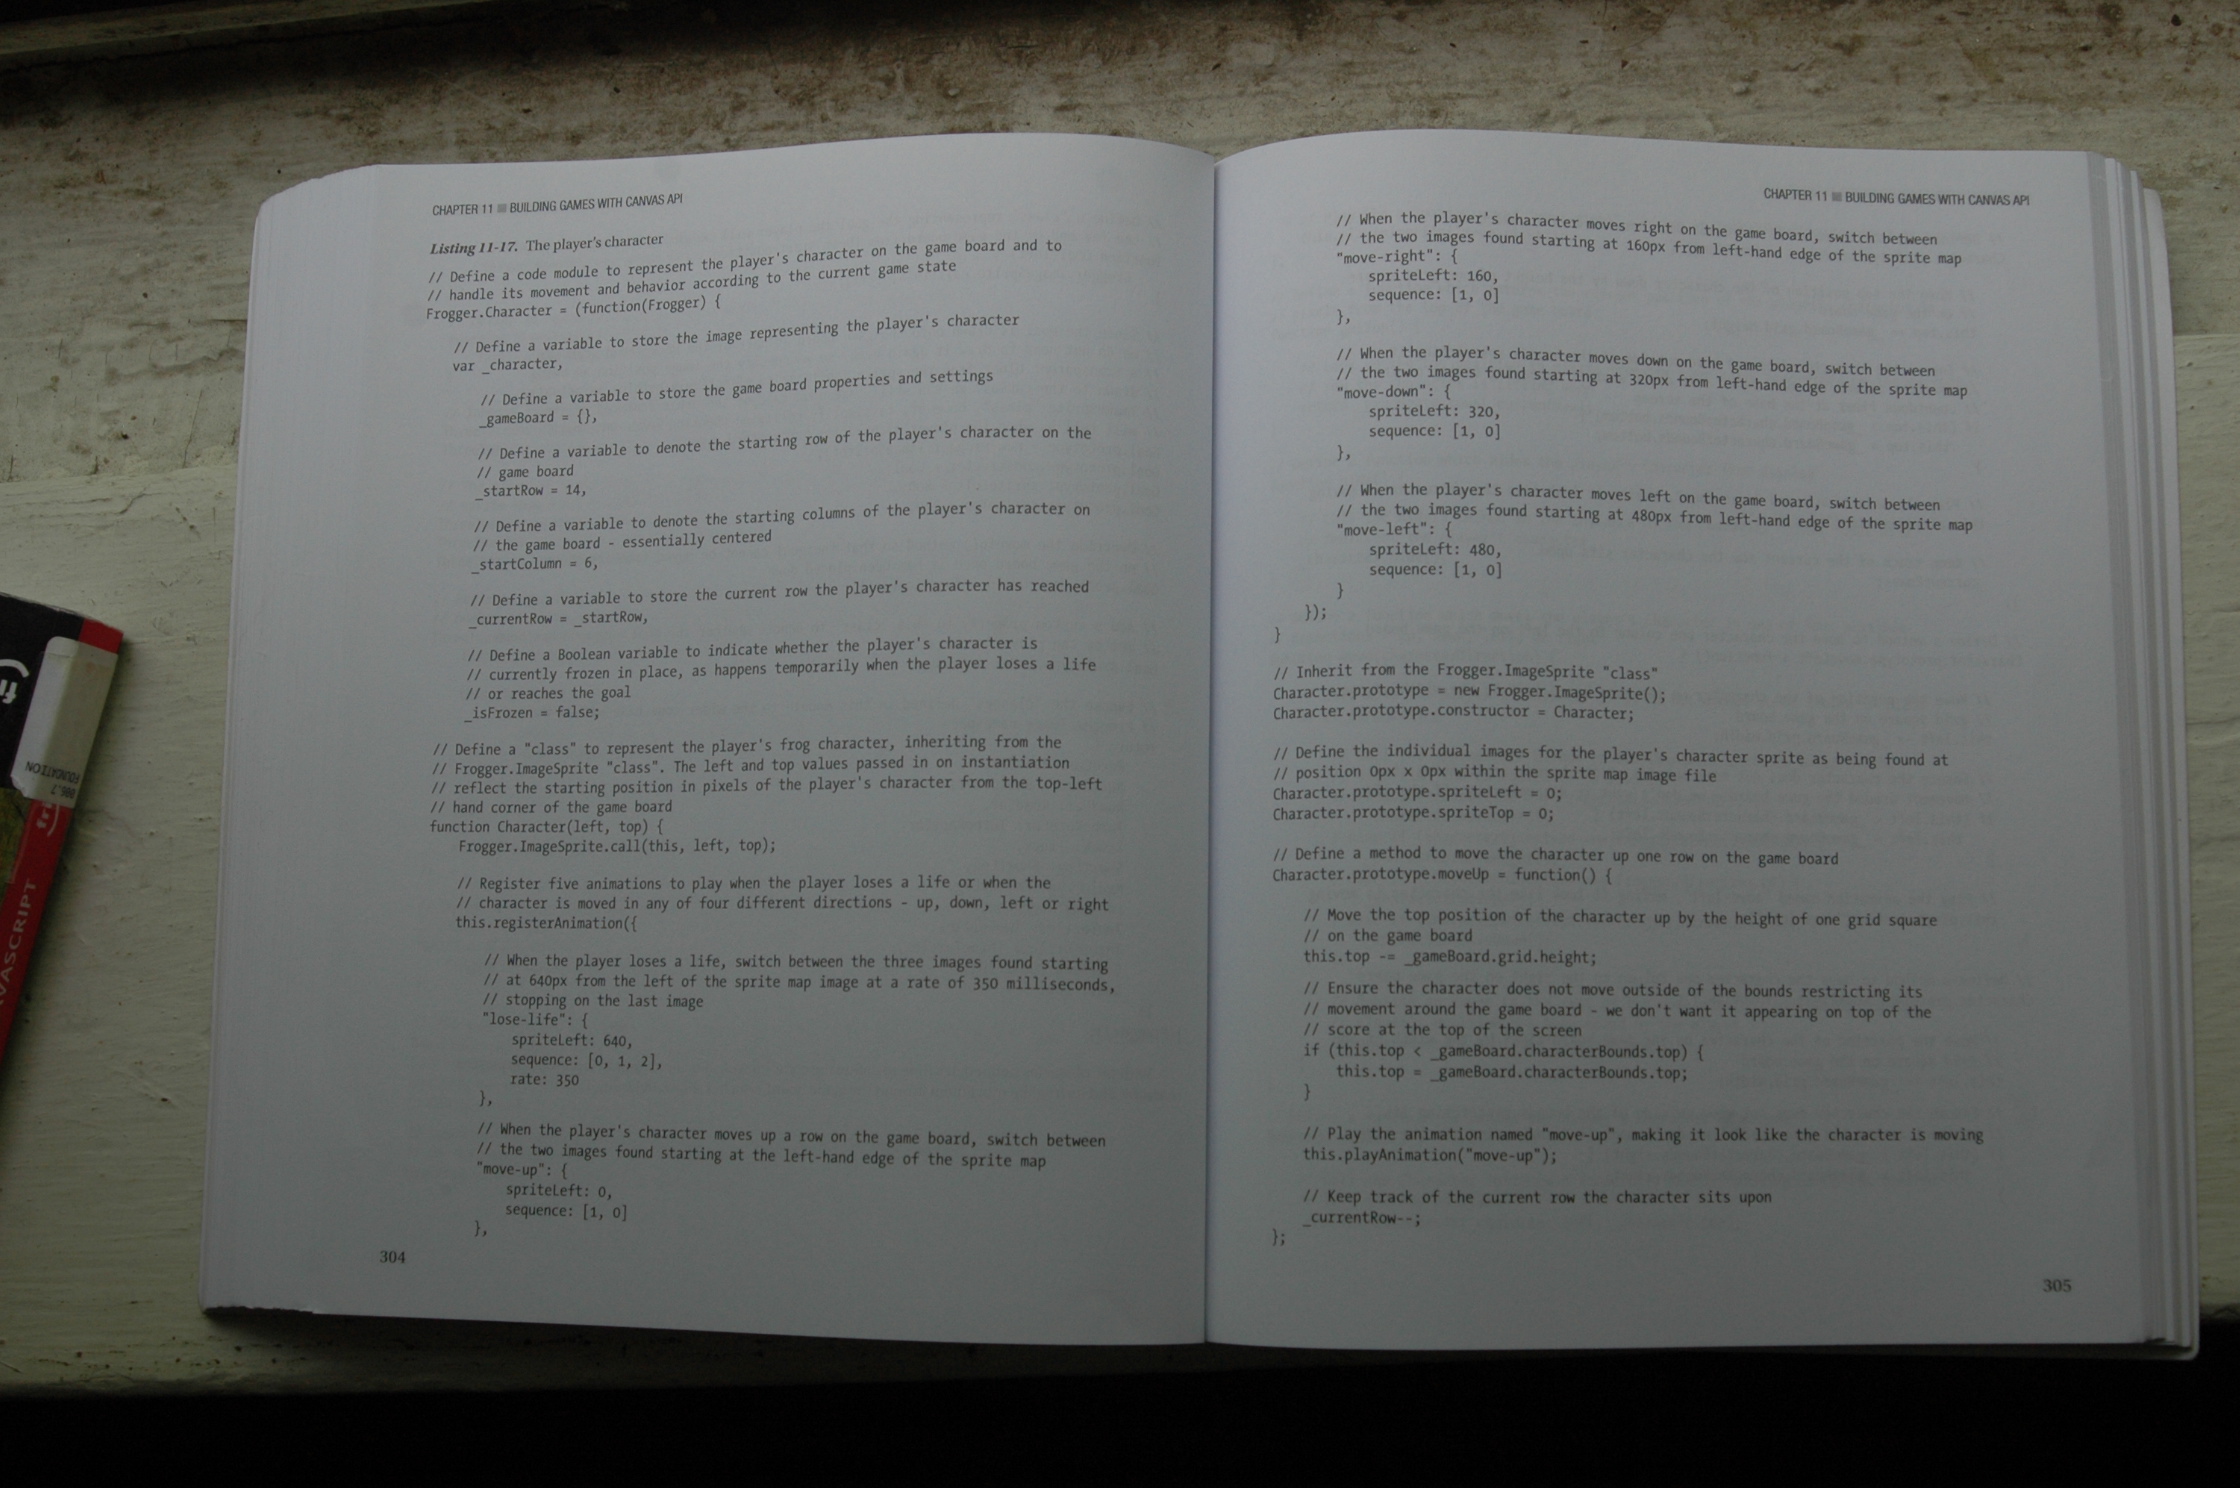 CHAPTER 11 ■ BUILDING GAMES WITH CANVAS API
Listing 11-17. The player's character
// Define a code module to represent the player's character on the game board and to
// handle its movement and behavior according to the current game state
Frogger.Character = (function(Frogger) {
// Define a variable to store the image representing the player's character
var _character,
// Define a variable to store the game board properties and settings
_gameBoard = {},
// Define a variable to denote the starting row of the player's character on the
// game board
_startRow = 14,
// Define a variable to denote the starting columns of the player's character on
// the game board - essentially centered
_startColumn = 6,
// Define a variable to store the current row the player's character has reached
_currentRow = _startRow,
// Define a Boolean variable to indicate whether the player's character is
// currently frozen in place, as happens temporarily when the player loses a life
// or reaches the goal
_isFrozen = false;
// Define a "class" to represent the player's frog character, inheriting from the
// Frogger.ImageSprite "class". The left and top values passed in on instantiation
// reflect the starting position in pixels of the player's character from the top-left
// hand corner of the game board
function Character(left, top) {
Frogger.ImageSprite.call(this, left, top);
// Register five animations to play when the player loses a life or when the
// character is moved in any of four different directions - up, down, left or right
this.registerAnimation({
// When the player loses a life, switch between the three images found starting
// at 640px from the left of the sprite map image at a rate of 350 milliseconds,
// stopping on the last image
"lose-life": {
spriteLeft: 640,
sequence: [0, 1, 2],
rate: 350
},
// When the player's character moves up a row on the game board, switch between
// the two images found starting at the left-hand edge of the sprite map
"move-up": {
spriteLeft: 0,
sequence: [1, 0]
},
304
CHAPTER 11 ■ BUILDING GAMES WITH CANVAS API
// When the player's character moves right on the game board, switch between
// the two images found starting at 160px from left-hand edge of the sprite map
"move-right": {
spriteLeft: 160,
sequence: [1, 0]
},
// When the player's character moves down on the game board, switch between
// the two images found starting at 320px from left-hand edge of the sprite map
"move-down": {
spriteLeft: 320,
sequence: [1, 0]
},
// When the player's character moves left on the game board, switch between
// the two images found starting at 480px from left-hand edge of the sprite map
"move-left": {
spriteLeft: 480,
sequence: [1, 0]
}
});
}
// Inherit from the Frogger.ImageSprite "class"
Character.prototype = new Frogger.ImageSprite();
Character.prototype.constructor = Character;
// Define the individual images for the player's character sprite as being found at
// position 0px x 0px within the sprite map image file
Character.prototype.spriteLeft = 0;
Character.prototype.spriteTop = 0;
// Define a method to move the character up one row on the game board
Character.prototype.moveUp = function() {
// Move the top position of the character up by the height of one grid square
// on the game board
this.top -= _gameBoard.grid.height;
// Ensure the character does not move outside of the bounds restricting its
// movement around the game board - we don't want it appearing on top of the
// score at the top of the screen
if (this.top < _gameBoard.characterBounds.top) {
this.top = _gameBoard.characterBounds.top;
}
// Play the animation named "move-up", making it look like the character is moving
this.playAnimation("move-up");
// Keep track of the current row the character sits upon
_currentRow--;
};
305
FOUNDATION
006.7